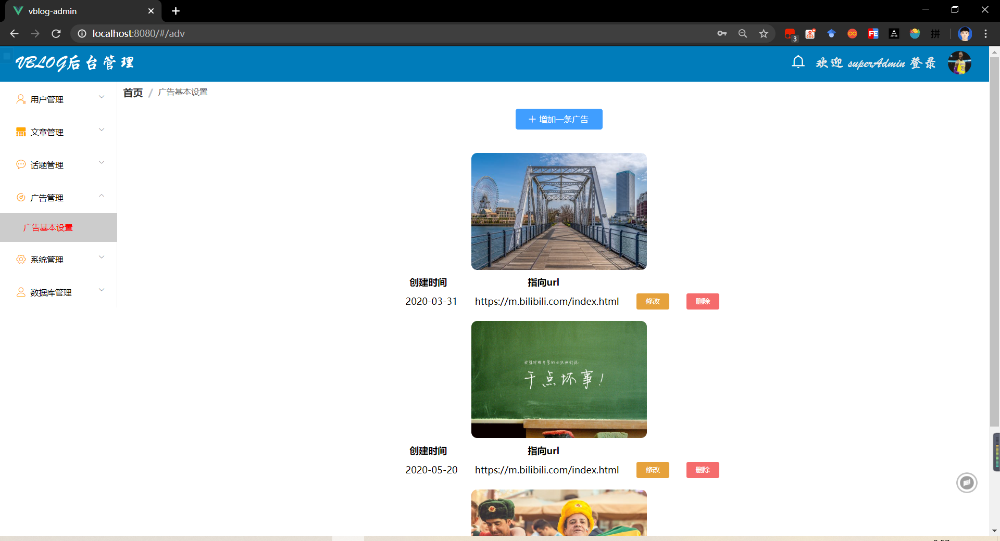 vblog-admin
localhost:8080/#/adv
3
FE
拼
VBLOG后台管理
欢迎 superAdmin 登录
首页 / 广告基本设置
用户管理
文章管理
话题管理
广告管理
广告基本设置
系统管理
数据库管理
增加一条广告
创建时间 指向url
2020-03-31 https://m.bilibili.com/index.html 修改 删除
干点坏事!
创建时间 指向url
2020-05-20 https://m.bilibili.com/index.html 修改 删除